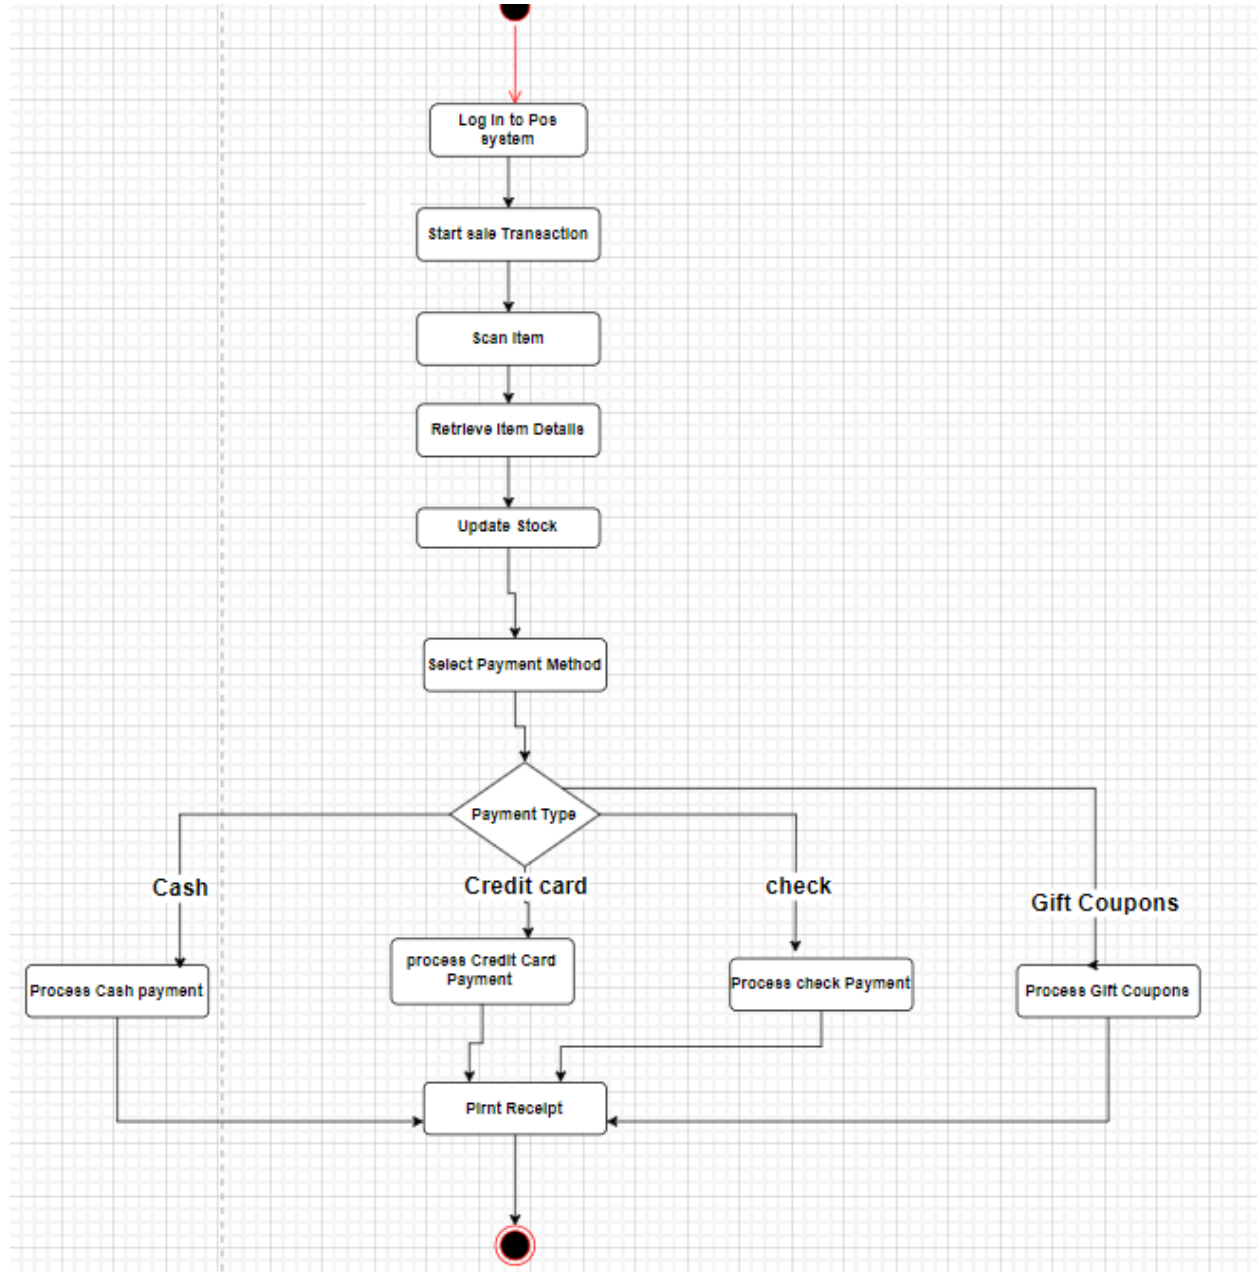 Log In to Pos
system
Start sale Transaction
Scan Item
Retrieve Item Details
Update Stock
Select Payment Method
Payment Type
Cash
Credit card
check
Gift Coupons
process Credit Card
Payment
Process check Payment
Process Cash payment
Process Gift Coupons
Pirnt Receipt